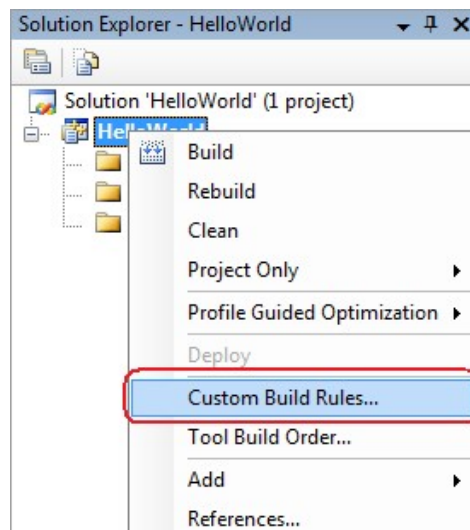 Solution Explorer - HelloWorld
Solution 'HelloWorld' (1 project)
HelloWorld
Build
Rebuild
Clean
Project Only
Profile Guided Optimization
Deploy
Custom Build Rules...
Tool Build Order...
Add
References...